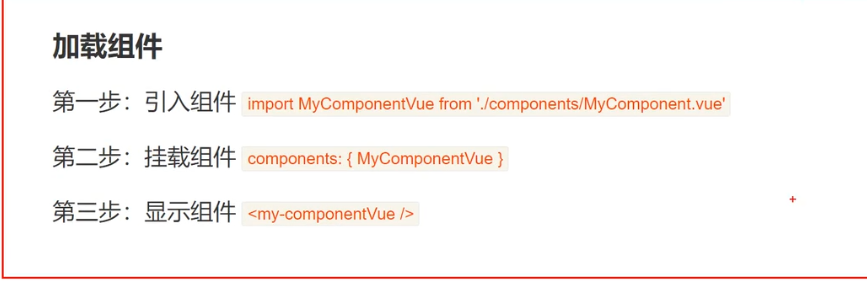 加载组件
第一步：引入组件 import MyComponentVue from './components/MyComponent.vue'
第二步：挂载组件 components: { MyComponentVue }
第三步：显示组件 <my-componentVue />